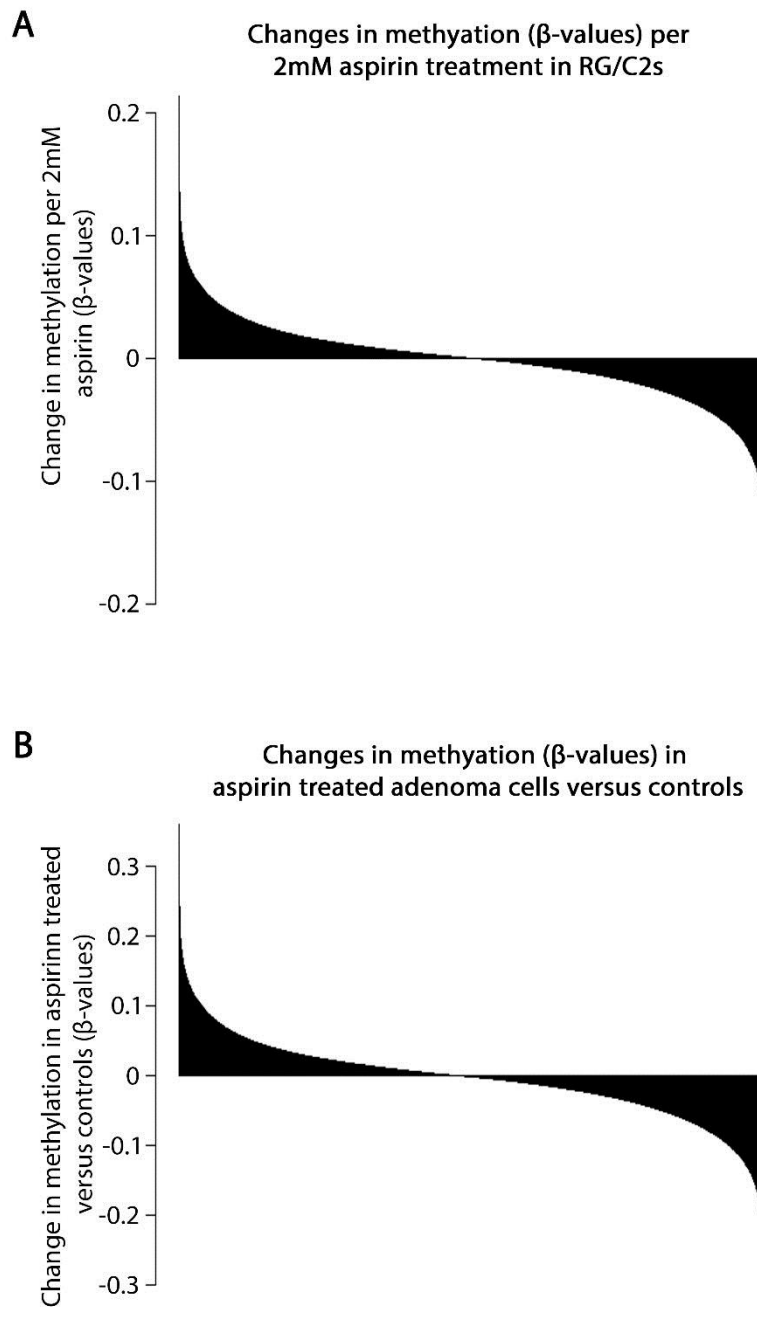 A
Changes in methyation (β-values) per
2mM aspirin treatment in RG/C2s
Change in methylation per 2mM
aspirin (β-values)
0.2
0.1
0
-0.1
-0.2
B
Changes in methyation (β-values) in
aspirin treated adenoma cells versus controls
Change in methylation in aspirinn treated
versus controls (β-values)
0.3
0.2
0.1
0
-0.1
-0.2
-0.3